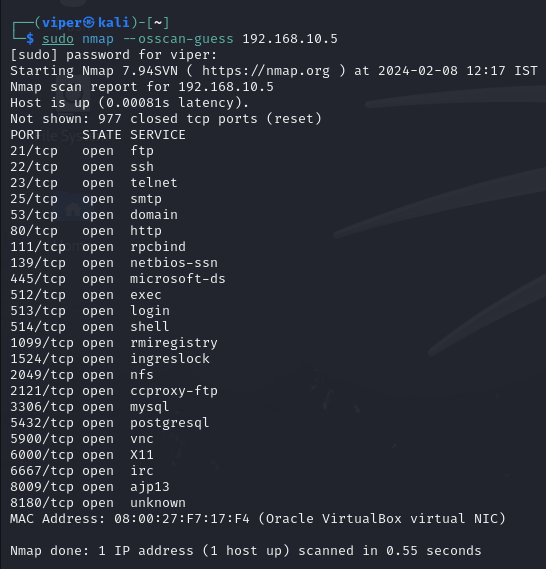 ┌──(viper㉿kali)-[~]
└─$ sudo nmap --osscan-guess 192.168.10.5
[sudo] password for viper:
Starting Nmap 7.94SVN ( https://nmap.org ) at 2024-02-08 12:17 IST
Nmap scan report for 192.168.10.5
Host is up (0.00081s latency).
Not shown: 977 closed tcp ports (reset)
PORT     STATE SERVICE
21/tcp   open  ftp
22/tcp   open  ssh
23/tcp   open  telnet
25/tcp   open  smtp
53/tcp   open  domain
80/tcp   open  http
111/tcp  open  rpcbind
139/tcp  open  netbios-ssn
445/tcp  open  microsoft-ds
512/tcp  open  exec
513/tcp  open  login
514/tcp  open  shell
1099/tcp open  rmiregistry
1524/tcp open  ingreslock
2049/tcp open  nfs
2121/tcp open  ccproxy-ftp
3306/tcp open  mysql
5432/tcp open  postgresql
5900/tcp open  vnc
6000/tcp open  X11
6667/tcp open  irc
8009/tcp open  ajp13
8180/tcp open  unknown
MAC Address: 08:00:27:F7:17:F4 (Oracle VirtualBox virtual NIC)
Nmap done: 1 IP address (1 host up) scanned in 0.55 seconds